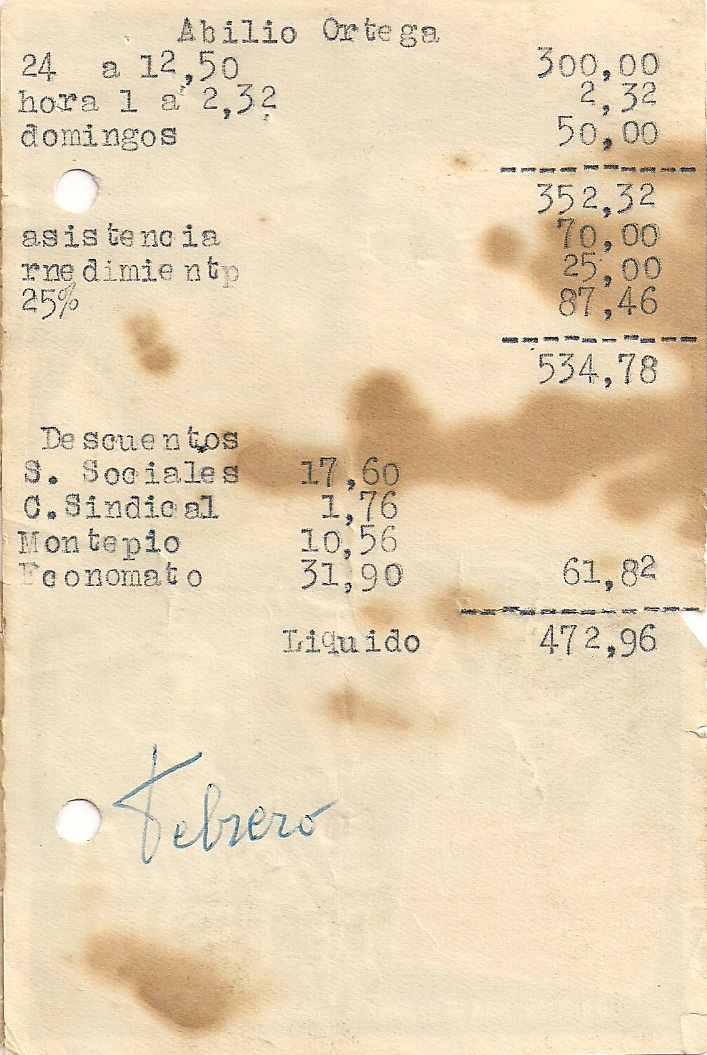 Abilio Ortega
24 a 12,50 300,00
hora 1 a 2,32 2,32
domingos 50,00
352,32
asistencia 70,00
rnedimientp 25,00
25% 87,46
534,78
Descuentos
S. Sociales 17,60
C.Sindical 1,76
Montepio 10,56
Economato 31,90 61,82
Liquido 472,96
Febrero